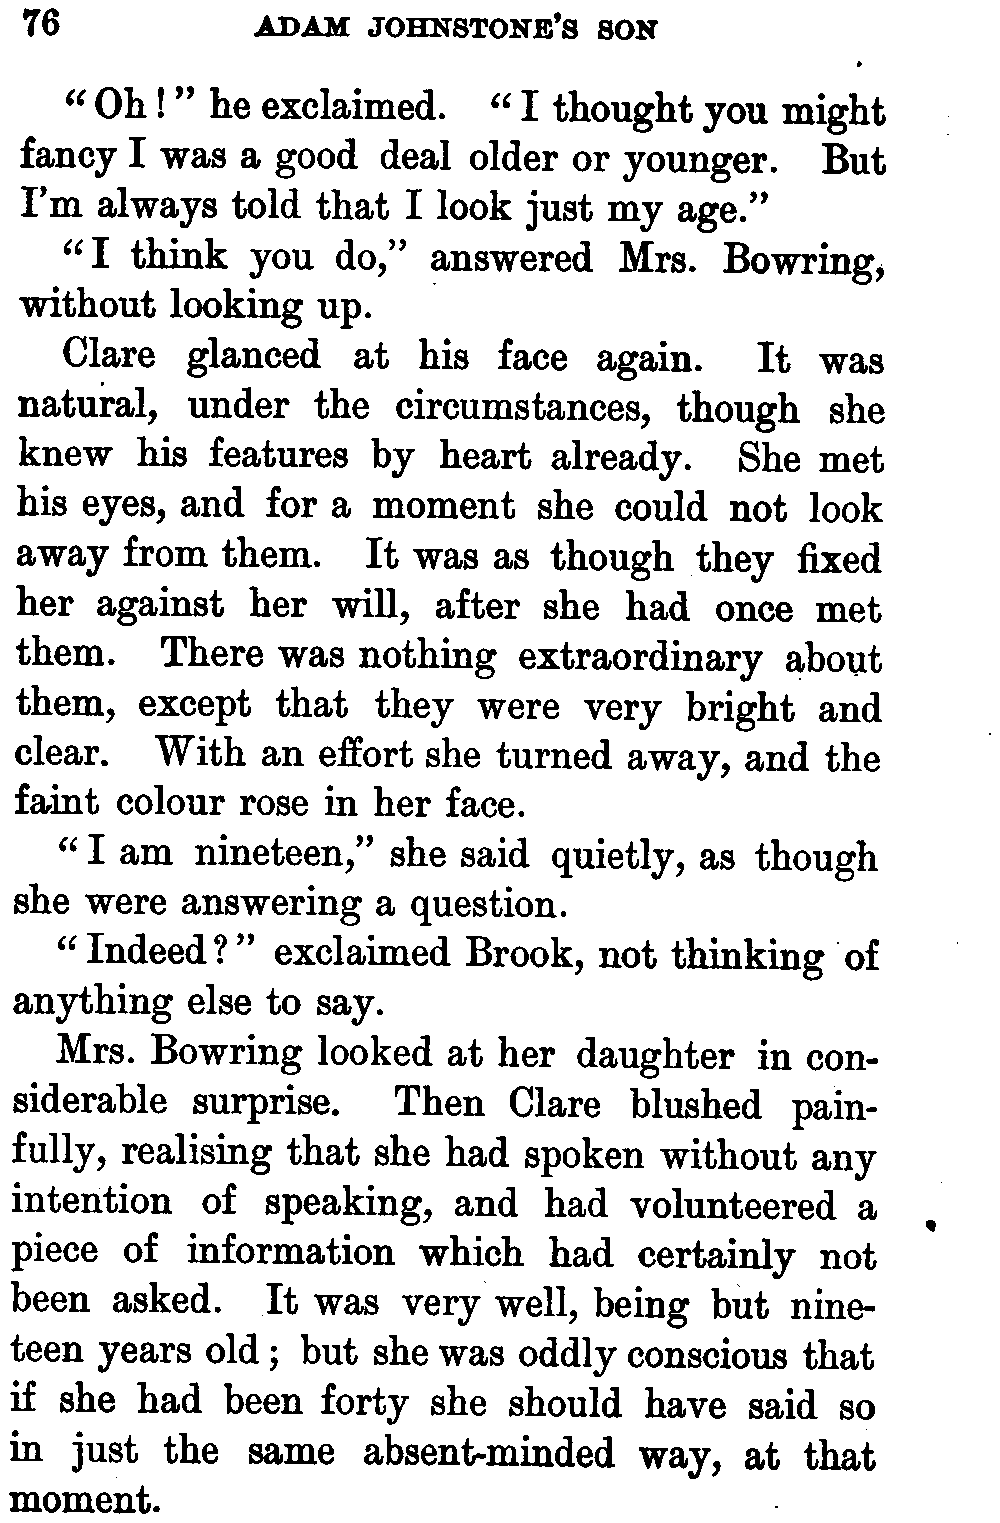 76 ADAM JOHNSTONE'S SON
"Oh!" he exclaimed. "I thought you might
fancy I was a good deal older or younger. But
I'm always told that I look just my age."
"I think you do," answered Mrs. Bowring,
without looking up.
Clare glanced at his face again. It was
natural, under the circumstances, though she
knew his features by heart already. She met
his eyes, and for a moment she could not look
away from them. It was as though they fixed
her against her will, after she had once met
them. There was nothing extraordinary about
them, except that they were very bright and
clear. With an effort she turned away, and the
faint colour rose in her face.
"I am nineteen," she said quietly, as though
she were answering a question.
"Indeed?" exclaimed Brook, not thinking of
anything else to say.
Mrs. Bowring looked at her daughter in con-
siderable surprise. Then Clare blushed pain-
fully, realising that she had spoken without any
intention of speaking, and had volunteered a
piece of information which had certainly not
been asked. It was very well, being but nine-
teen years old; but she was oddly conscious that
if she had been forty she should have said so
in just the same absent-minded way, at that
moment.